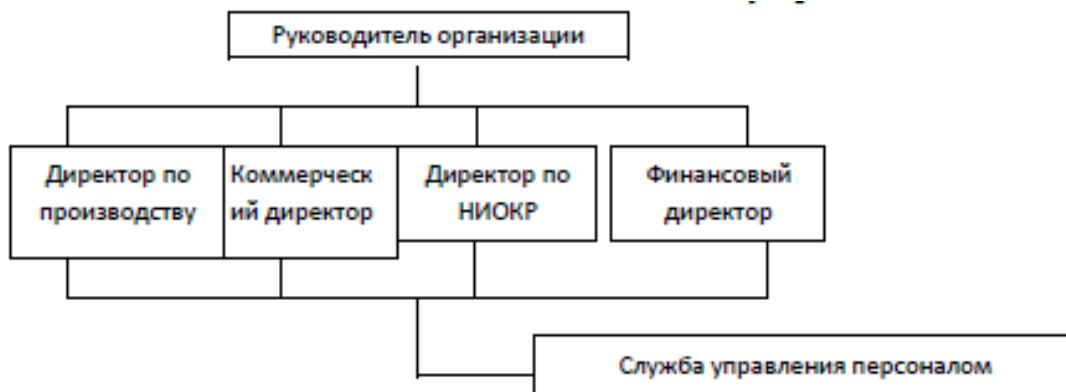 Руководитель организации
Директор по
производству
Коммерческ
ий директор
Директор по
НИОКР
Финансовый
директор
Служба управления персоналом